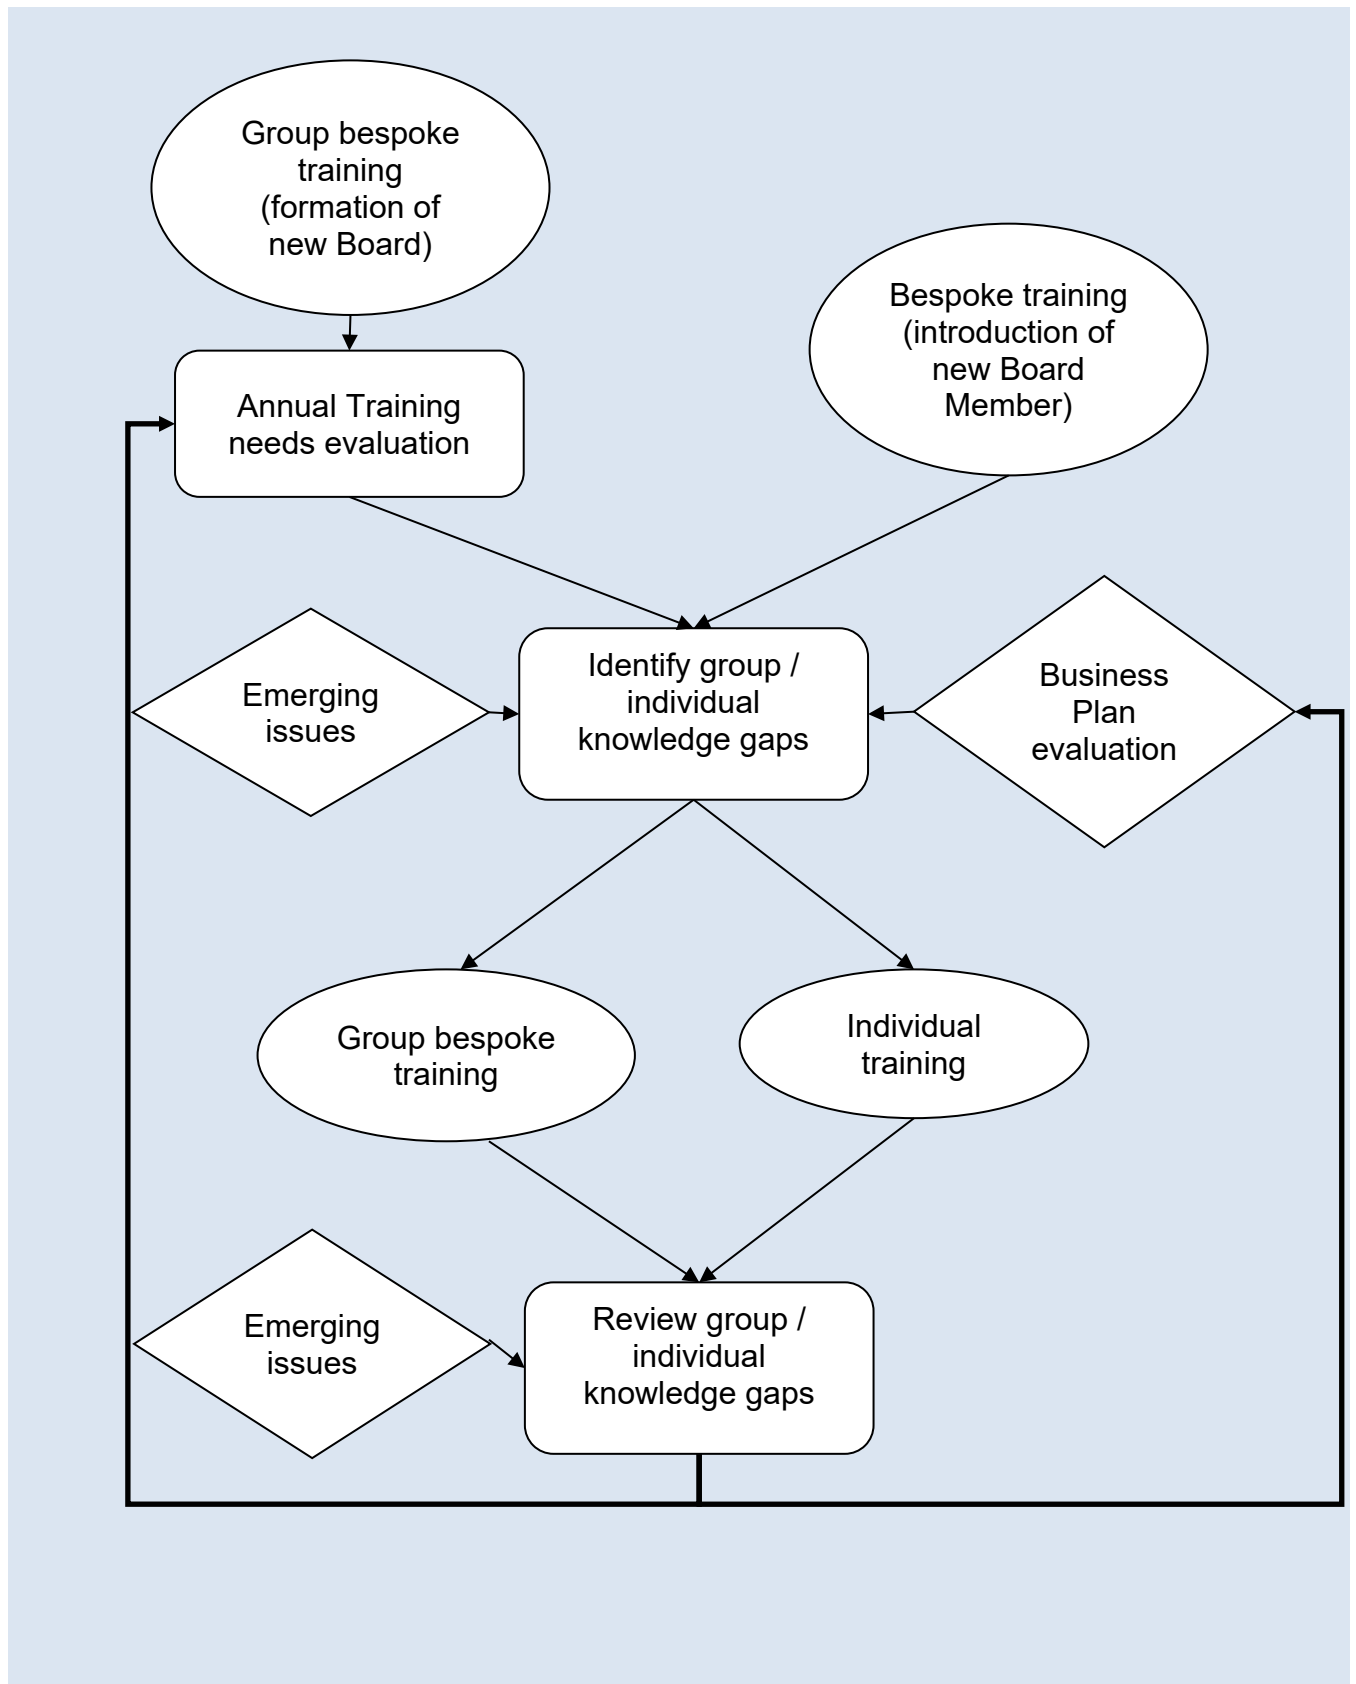 Group bespoke
training
(formation of
new Board)
Bespoke training
(introduction of
new Board
Member)
Annual Training
needs evaluation
Emerging
issues
Identify group /
individual
knowledge gaps
Business
Plan
evaluation
Group bespoke
training
Individual
training
Emerging
issues
Review group /
individual
knowledge gaps